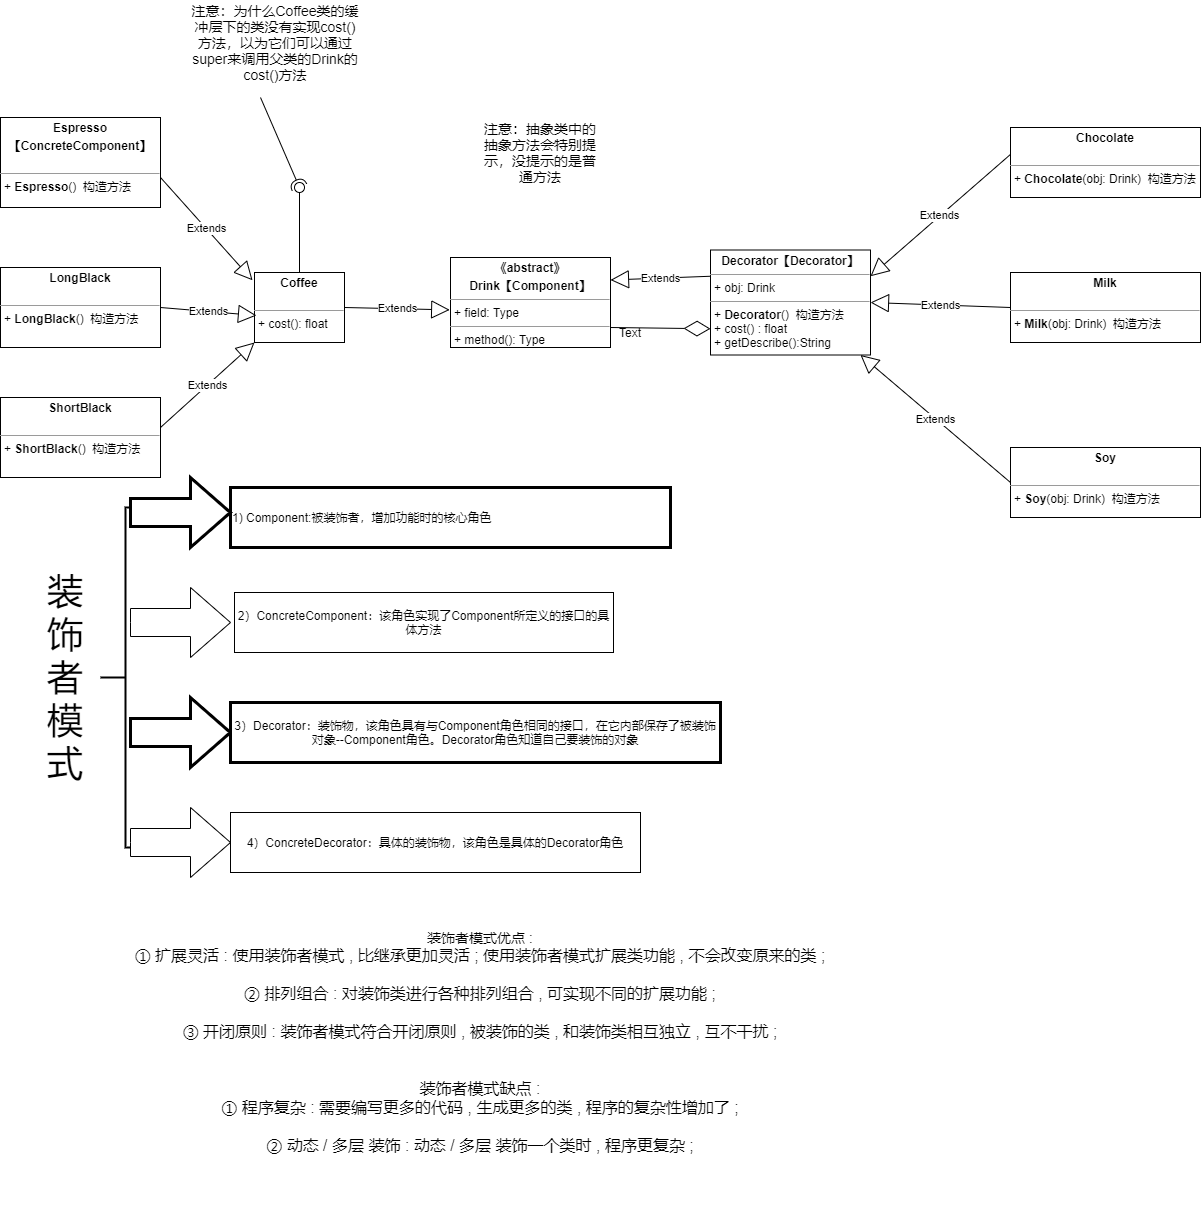 注意：为什么Coffee类的缓
冲层下的类没有实现cost()
方法，以为它们可以通过
super来调用父类的Drink的
cost()方法
注意：抽象类中的
抽象方法会特别提
示，没提示的是普
通方法
Espresso
【ConcreteComponent】
+ Espresso() 构造方法
Extends
LongBlack
+ LongBlack() 构造方法
Extends
ShortBlack
+ ShortBlack() 构造方法
Extends
Coffee
+ cost(): float
Extends
《abstract》
Drink【Component】
+ field: Type
+ method(): Type
Extends
Text
Decorator【Decorator】
+ obj: Drink
+ Decorator() 构造方法
+ cost() : float
+ getDescribe():String
Extends
Chocolate
+ Chocolate(obj: Drink) 构造方法
Extends
Milk
+ Milk(obj: Drink) 构造方法
Extends
Soy
+ Soy(obj: Drink) 构造方法
装
饰
者
模
式
1) Component:被装饰者，增加功能时的核心角色
2）ConcreteComponent：该角色实现了Component所定义的接口的具
体方法
3）Decorator：装饰物，该角色具有与Component角色相同的接口，在它内部保存了被装饰
对象--Component角色。Decorator角色知道自己要装饰的对象
4）ConcreteDecorator：具体的装饰物，该角色是具体的Decorator角色
装饰者模式优点 :
① 扩展灵活 : 使用装饰者模式 , 比继承更加灵活 ; 使用装饰者模式扩展类功能 , 不会改变原来的类 ;
② 排列组合 : 对装饰类进行各种排列组合 , 可实现不同的扩展功能 ;
③ 开闭原则 : 装饰者模式符合开闭原则 , 被装饰的类 , 和装饰类相互独立 , 互不干扰 ;
装饰者模式缺点 :
① 程序复杂 : 需要编写更多的代码 , 生成更多的类 , 程序的复杂性增加了 ;
② 动态 / 多层 装饰 : 动态 / 多层 装饰一个类时 , 程序更复杂 ;